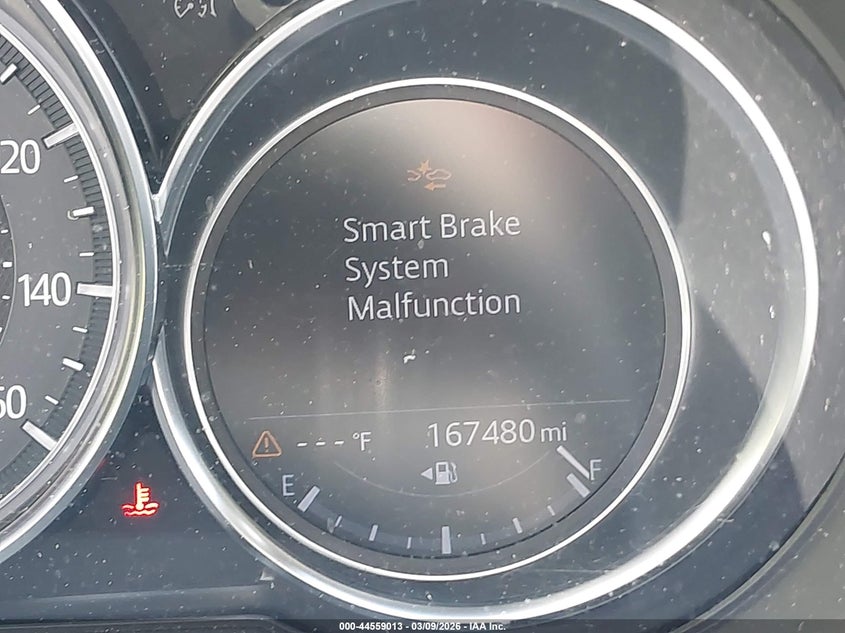 20
140
60
Smart Brake
System
Malfunction
---°F 167480 mi
E F
000-44559013 - 03/09/2026 - IAA Inc.